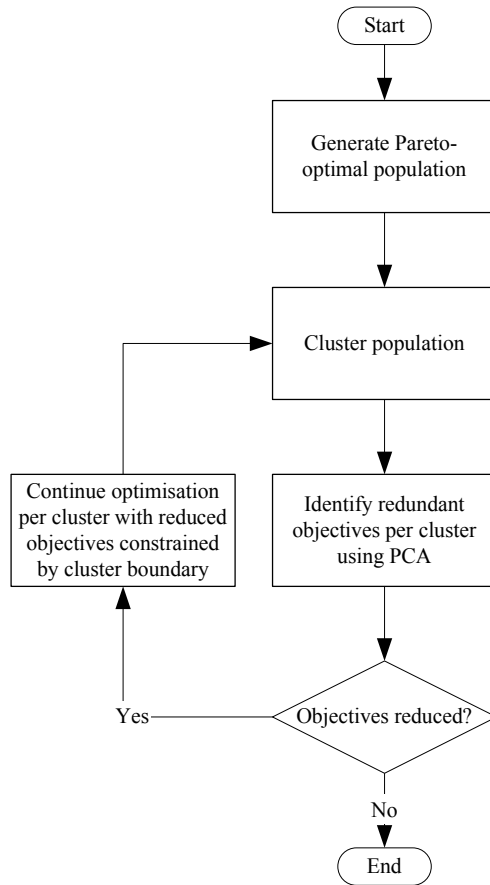 Start
Generate Pareto-
optimal population
Cluster population
Continue optimisation
per cluster with reduced
objectives constrained
by cluster boundary
Identify redundant
objectives per cluster
using PCA
Yes
Objectives reduced?
No
End